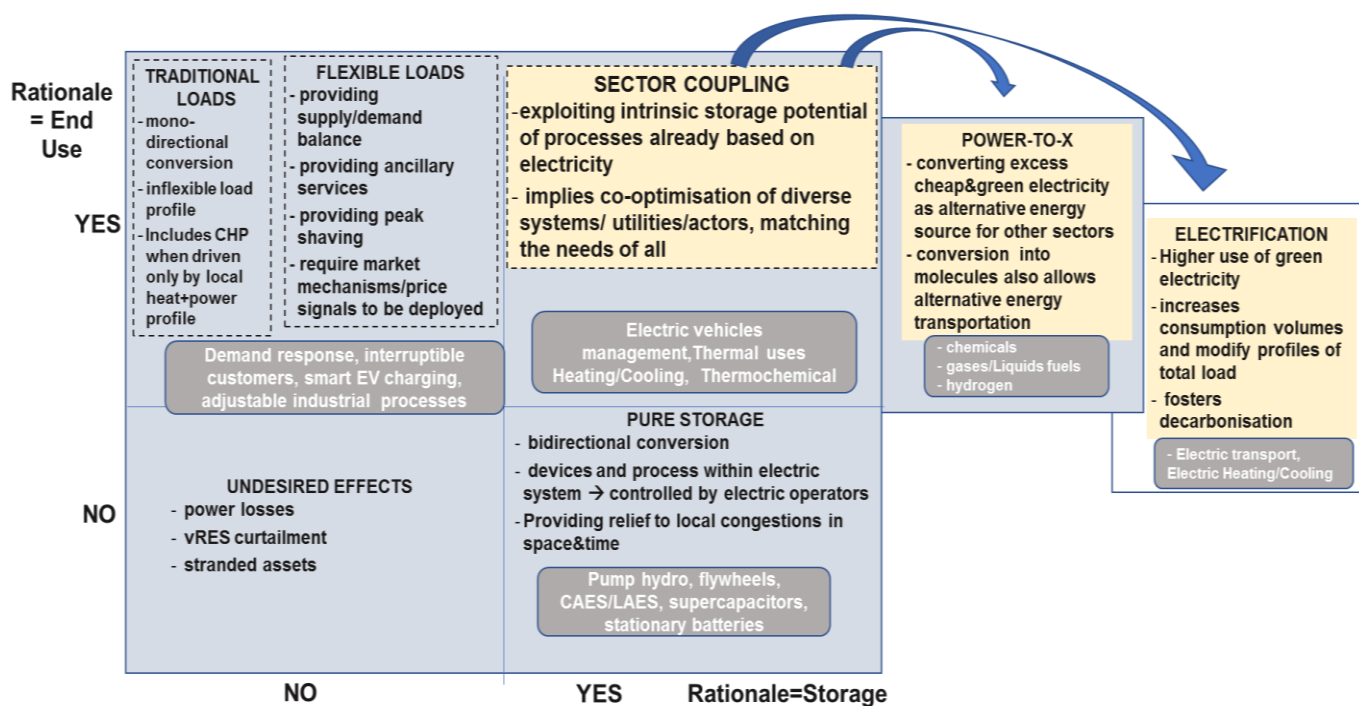 Rationale
= End
Use
YES
NO
TRADITIONAL
LOADS
- mono-
directional
conversion
- inflexible load
profile
- Includes CHP
when driven
only by local
heat+power
profile
FLEXIBLE LOADS
- providing
supply/demand
balance
- providing ancillary
services
- providing peak
shaving
- require market
mechanisms/price
signals to be deployed
Demand response, interruptible
customers, smart EV charging,
adjustable industrial processes
SECTOR COUPLING
- exploiting intrinsic storage potential
of processes already based on
electricity
- implies co-optimisation of diverse
systems/ utilities/actors, matching
the needs of all
Electric vehicles
management,Thermal uses
Heating/Cooling, Thermochemical
POWER-TO-X
- converting excess
cheap&green electricity
as alternative energy
source for other sectors
- conversion into
molecules also allows
alternative energy
transportation
- chemicals
- gases/Liquids fuels
- hydrogen
ELECTRIFICATION
- Higher use of green
electricity
- increases
consumption volumes
and modify profiles of
total load
- fosters
decarbonisation
- Electric transport,
Electric Heating/Cooling
UNDESIRED EFFECTS
- power losses
- vRES curtailment
- stranded assets
PURE STORAGE
- bidirectional conversion
- devices and process within electric
system → controlled by electric operators
- Providing relief to local congestions in
space&time
Pump hydro, flywheels,
CAES/LAES, supercapacitors,
stationary batteries
NO
YES
Rationale=Storage